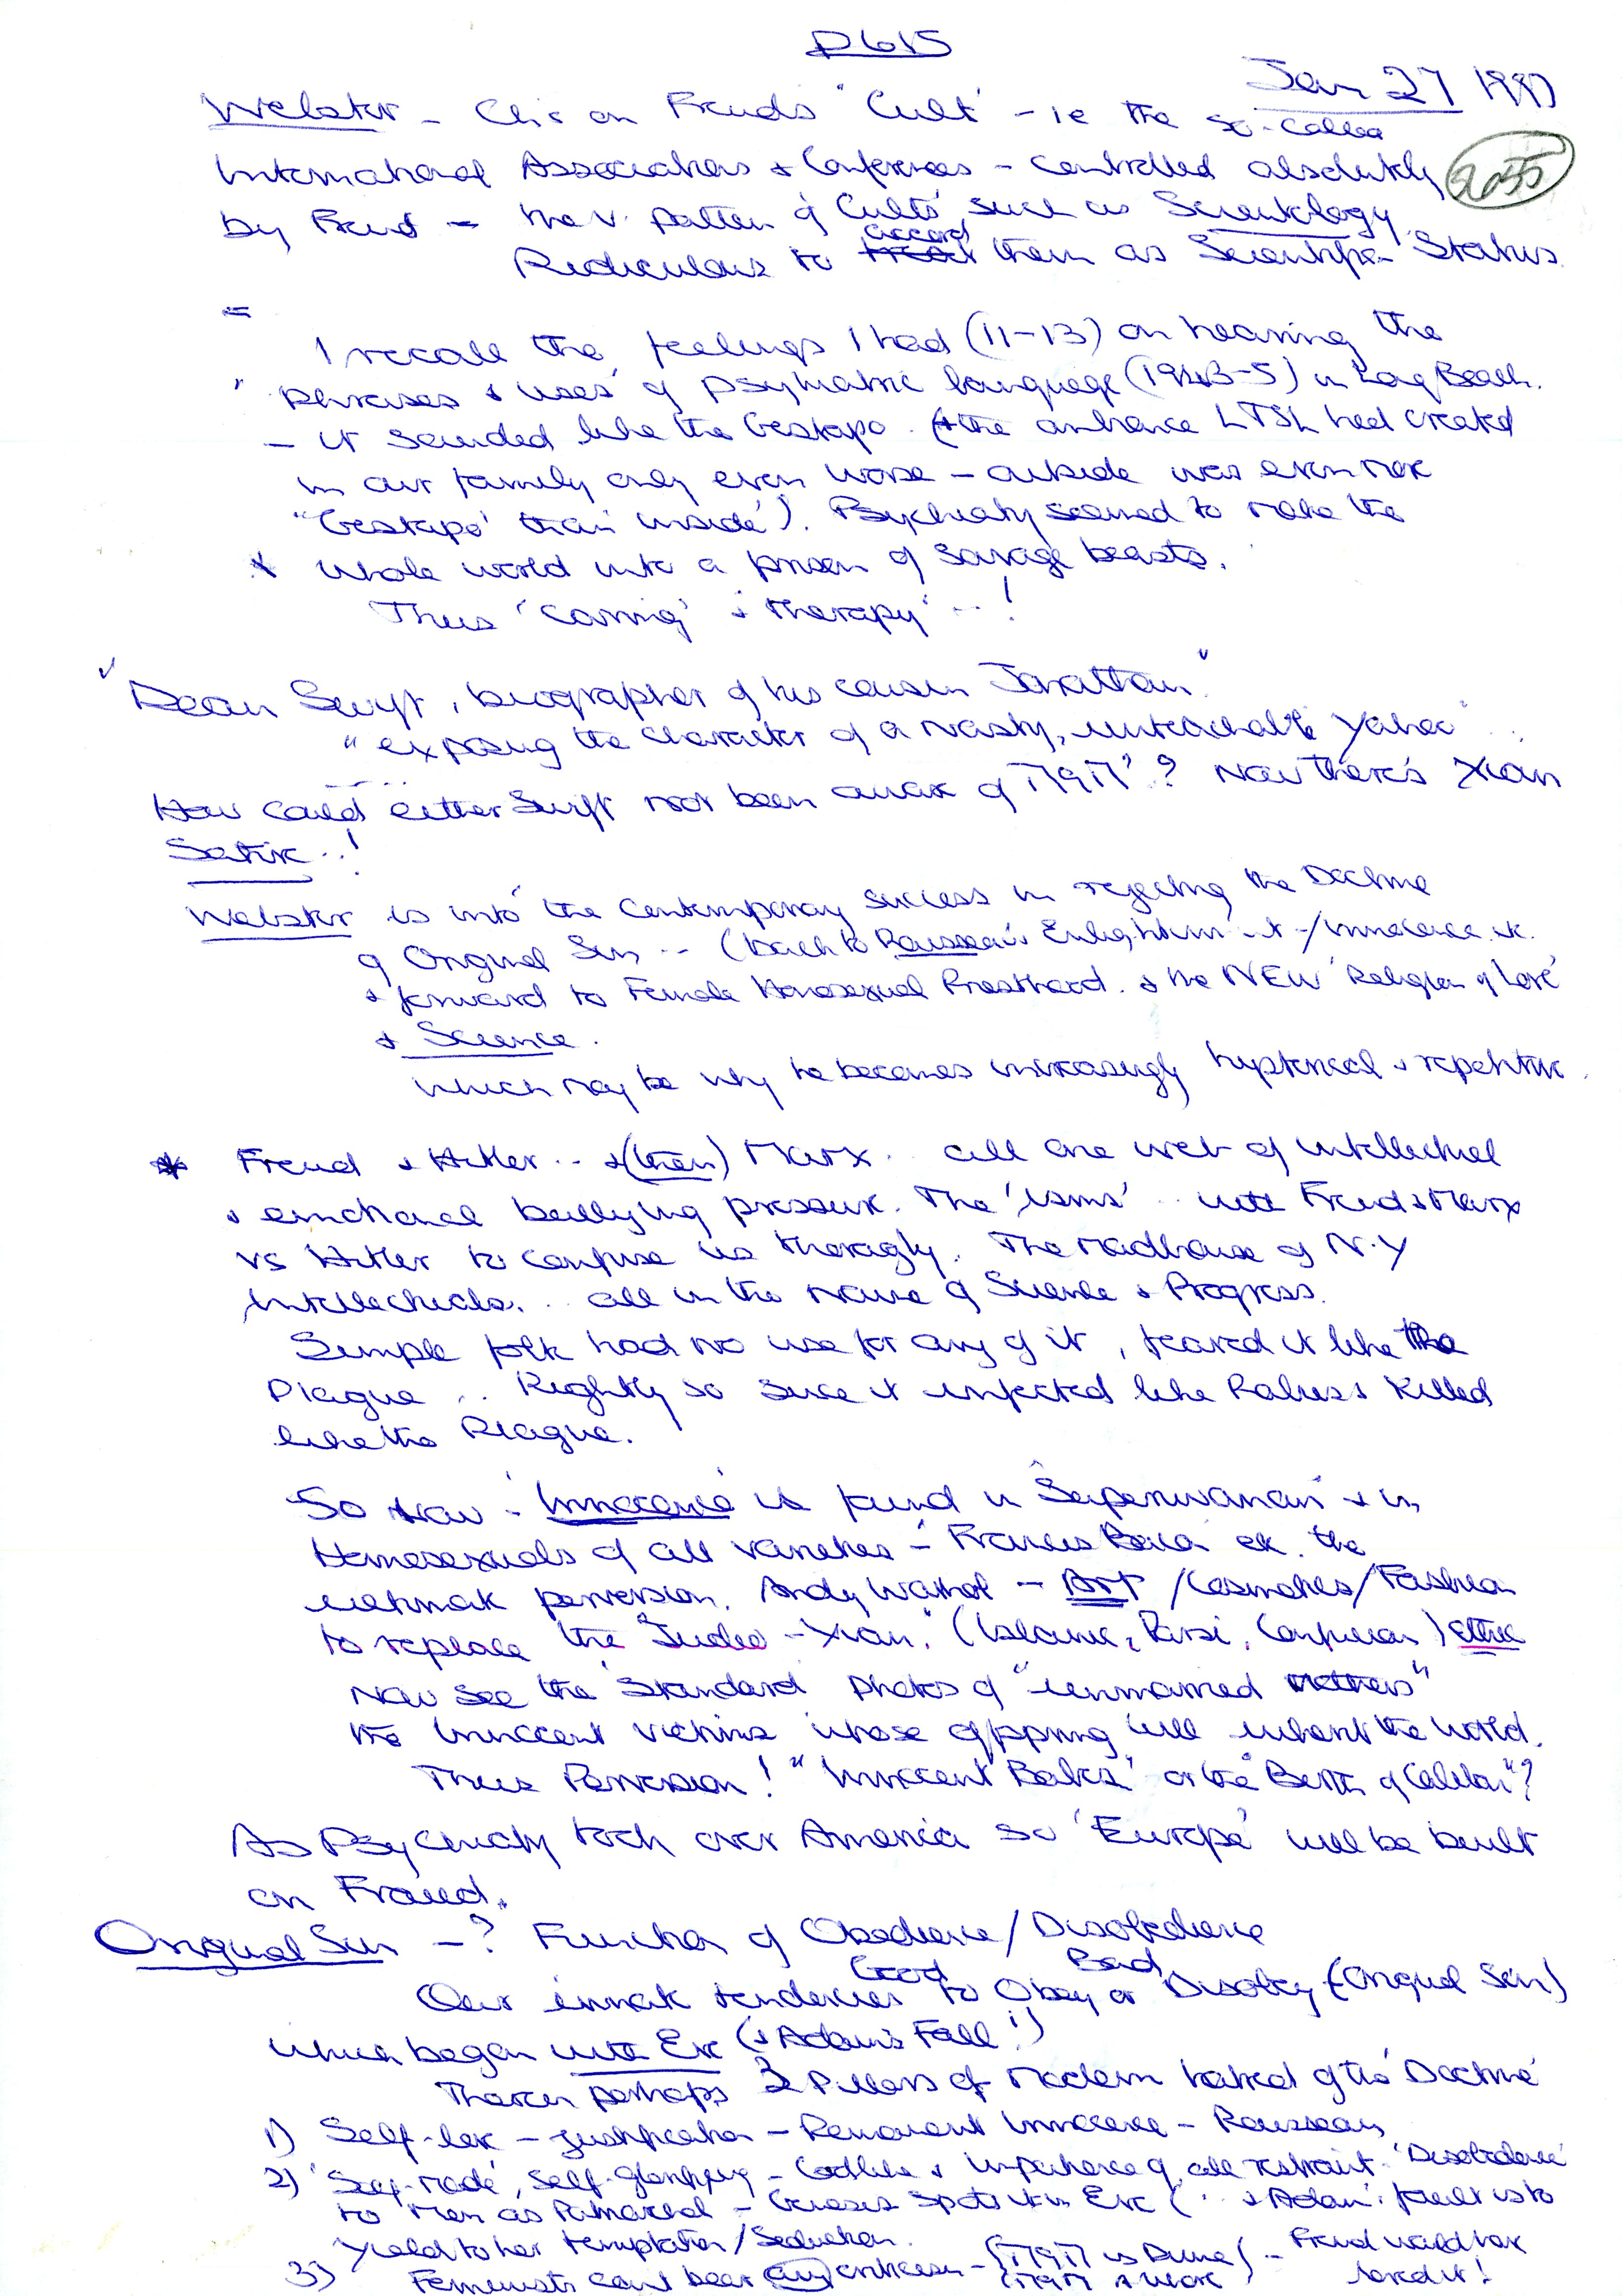 P615
Jan 27 1997
Webster - Ch on Freuds 'Cult' - ie the so-called
International Associations & Conferences - controlled absolutely
2655
by Freud - the v. pattern of 'Cults' such as Scientology
Rediculous to accord them as Scientific Status.
=
I recall the feelings I had (11-13) on hearing the
"phrases & uses" of psychiatric language (1943-5) in Long Beach.
- it sounded like the Gestapo. (the ambiance had created
in our family only even worse - outside was even more
"Gestapo' than 'inside'). Psychiatry seemed to make the
* whole world into a prison of savage beasts.
Thus 'caring' & 'therapy' ..!
"Dean Swift, biographer of his cousin Jonathan"
"exposing the character of a nasty, unteachable Yahoo"
How could either Swift not been aware of ? Now there's Xian
Satire ..!
Webster is into the contemporary success in rejecting the Doctrine
of Original Sin .. (back to Rousseau's Enlightenment/innocence etc.
& forward to Female Homosexual Priesthood. & the NEW 'Religion of Love'
& Science.
which may be why he becomes increasingly hysterical & repetitive.
* Freud & Hitler .. & (then) Marx. all one web of intellectual
& emotional bullying pressure. The 'isms' .. with Freud & Marx
vs Hitler to confuse us thoragly. The Madhouse of N.Y
Intellectuals... all in the name of Science & Progress.
Simple folk had no use for any of it, feared it like the
Plague .. Rightly so since it infected like Rabies & killed
like the Plague.
So now - 'Innocence' is found in 'Superwoman' & in
Homosexuals of all varieties - Francis Bacon etc. the
ultimate perversion. Andy Warhol - Art/Cosmetics/Fashion
to replace the "Judeo-Xian," (Islamic, Parsi, Confucian) ethic
Now see the 'Standard' photos of "unmarried mothers"
the innocent victims whose offspring will inherit the world.
Thus Perversion! "Innocent Babes" or the "Birth of Caliban"?
As Psychiatry took over America so 'Europe' will be built
on Fraud.
Original Sin - ? Function of Obedience/Disobedience
Good Bad
Our innate tendencies to Obey or Disobey (Original Sin)
which began with Eve (& Adam's Fall!)
There perhaps 3 Pillars of modern hatred of the 'Doctrine'
1) Self-love - justification - Innocence - Rousseau
2) 'Self-made', self-glorifying - Godlike & impatience of all restraint. 'Disobedience'
to Men as Patriarchal - Genesis spots it in Eve ( & Adam'. fault is to
yield to her temptation/Seduction.
3) Feminists cant bear any criticism - is Divine - Freud would have
loved it!